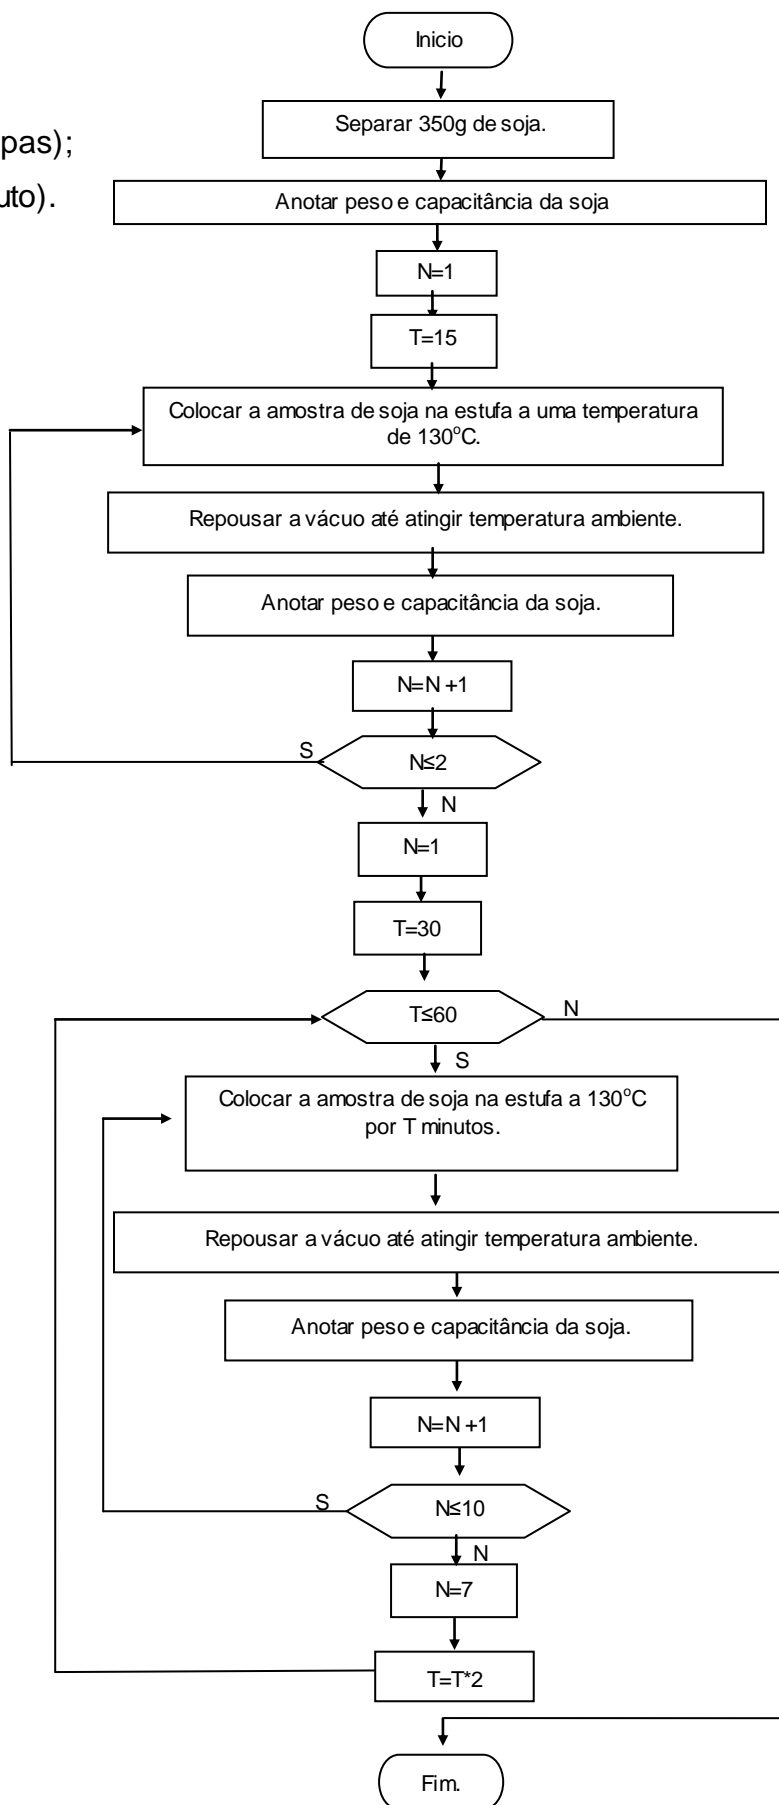 Inicio
Separar 350g de soja.
pas);
uto).
Anotar peso e capacitância da soja
N=1
T=15
Colocar a amostra de soja na estufa a uma temperatura
de 130°C.
Repousar a vácuo até atingir temperatura ambiente.
Anotar peso e capacitância da soja.
N=N +1
S
N≤2
N
N=1
T=30
T≤60
N
S
Colocar a amostra de soja na estufa a 130°C
por T minutos.
Repousar a vácuo até atingir temperatura ambiente.
Anotar peso e capacitância da soja.
N=N +1
S
N≤10
N
N=7
T=T*2
Fim.